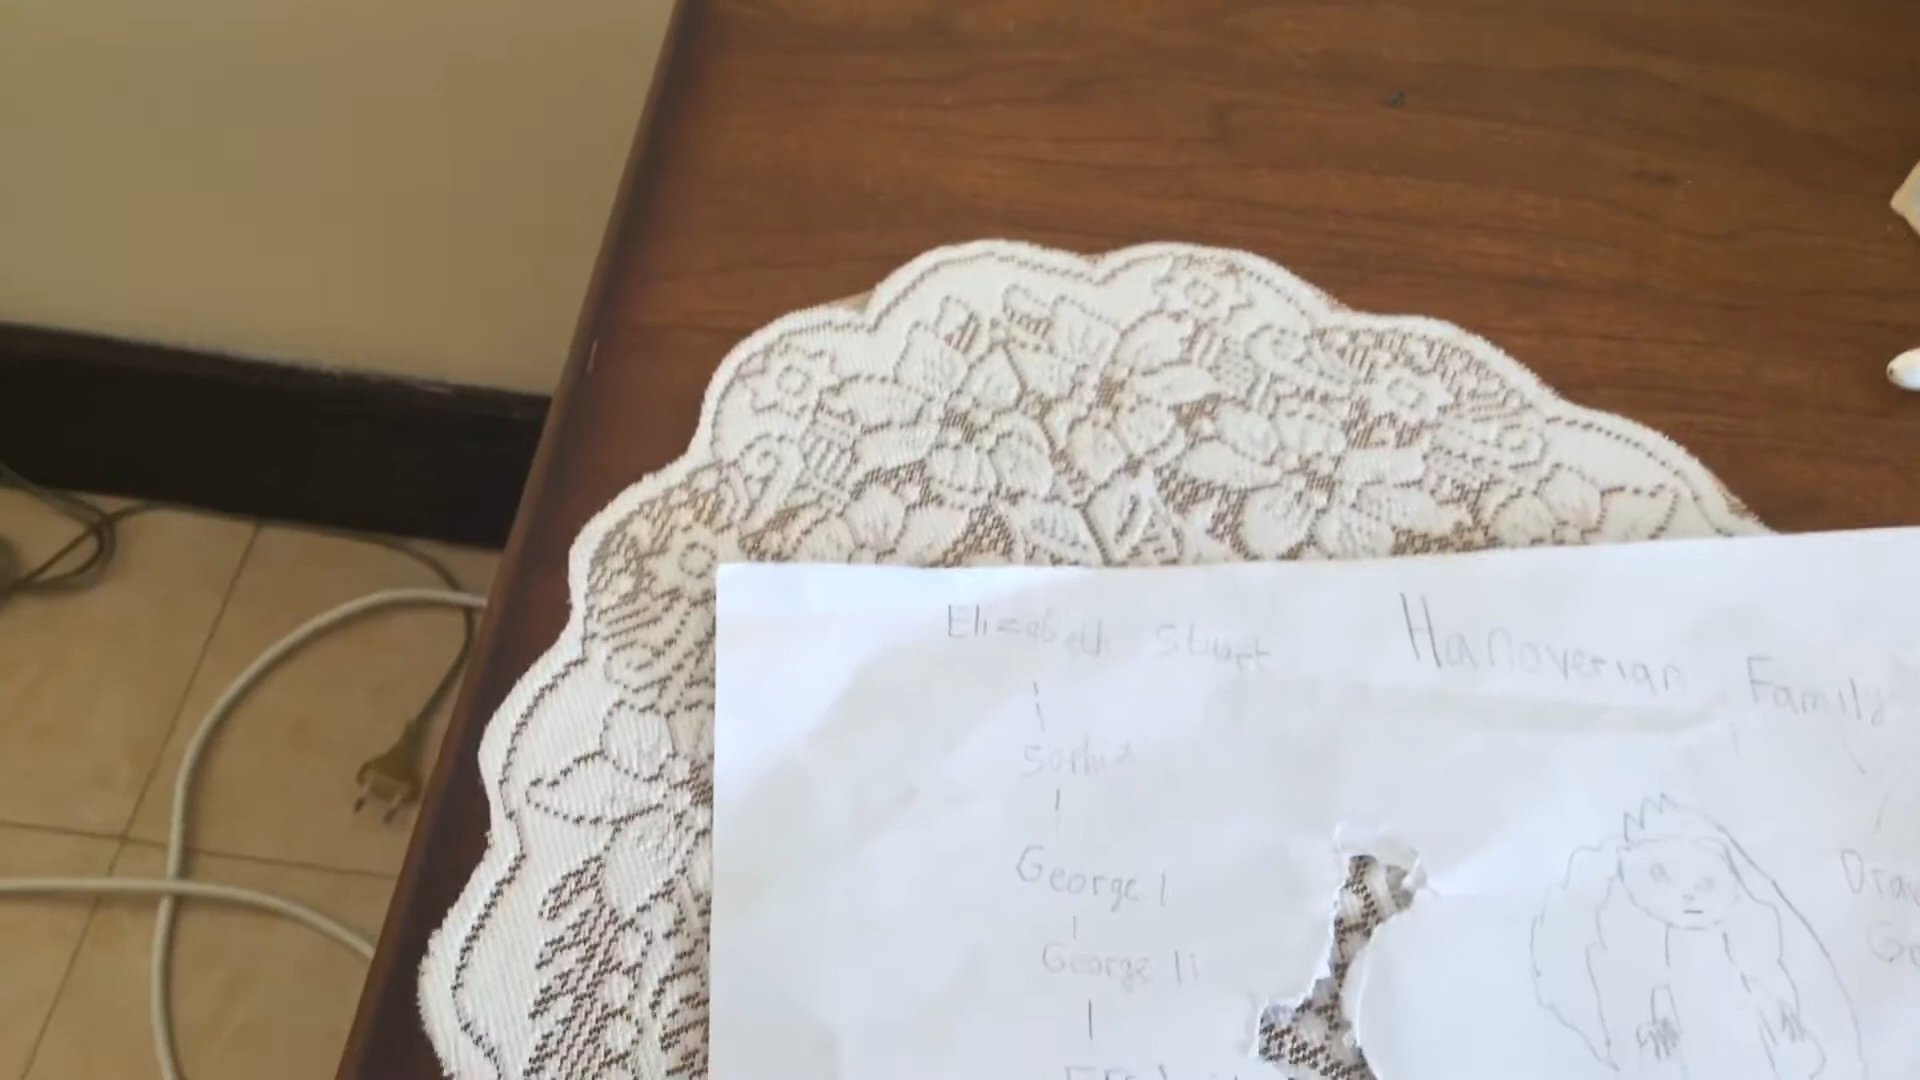 Elizabeth Stuart
Hanoverian Family
Sophia
George I
George II